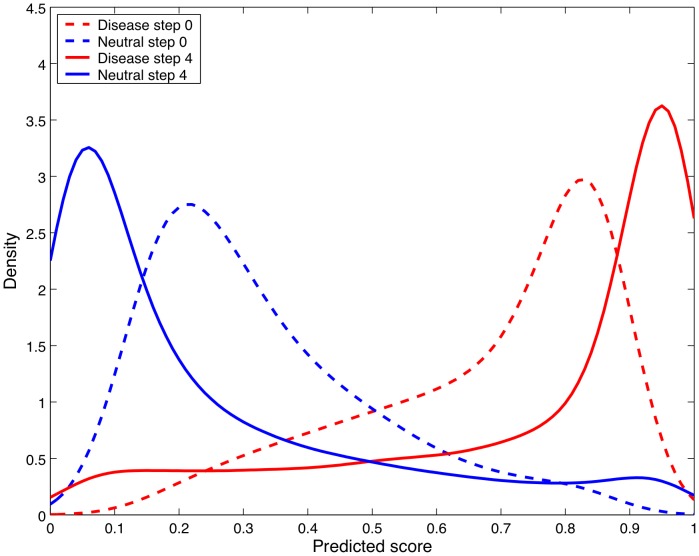 4.5
4
3.5
3
2.5
2
1.5
1
0.5
0
Density
Disease step 0
Neutral step 0
Disease step 4
Neutral step 4
0 0.1 0.2 0.3 0.4 0.5 0.6 0.7 0.8 0.9 1
Predicted score